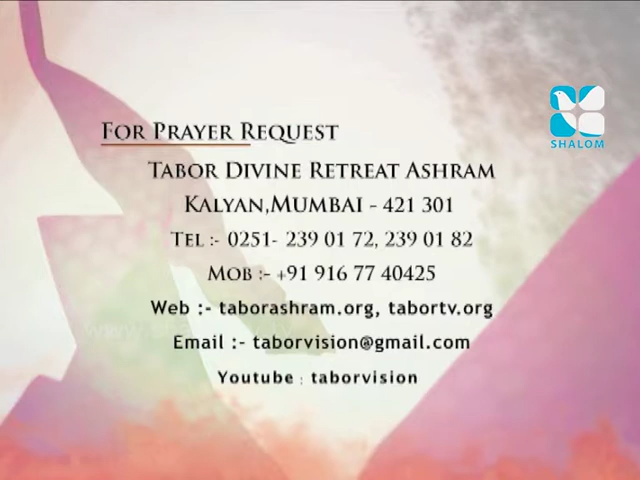 FOR PRAYER REQUEST
SHALOM
TABOR DIVINE RETREAT ASHRAM
KALYAN,MUMBAI - 421 301
TEL :- 0251- 239 01 72, 239 01 82
MOB :- +91 916 77 40425
Web :- taborashram.org, tabortv.org
Email :- taborvision@gmail.com
Youtube : taborvision